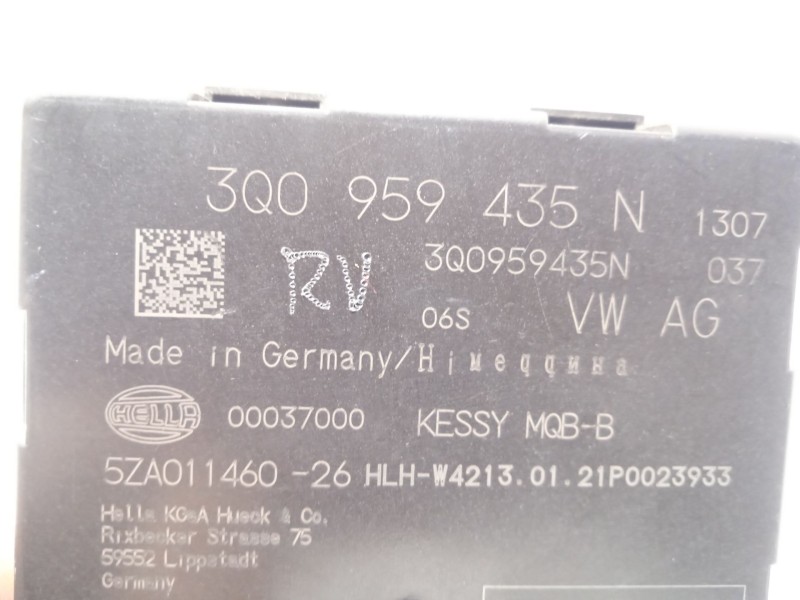 3Q0 959 435 N 1307
3Q0959435N 037
RV
06S VW AG
Made in Germany/Німеццина
HELLA 00037000 KESSY MQB-B
5ZA011460-26 HLH-W4213.01.21P0023933
Hella KGaA Hueck & Co.
Rixbecker Strasse 75
59552 Lippstadt
Germany